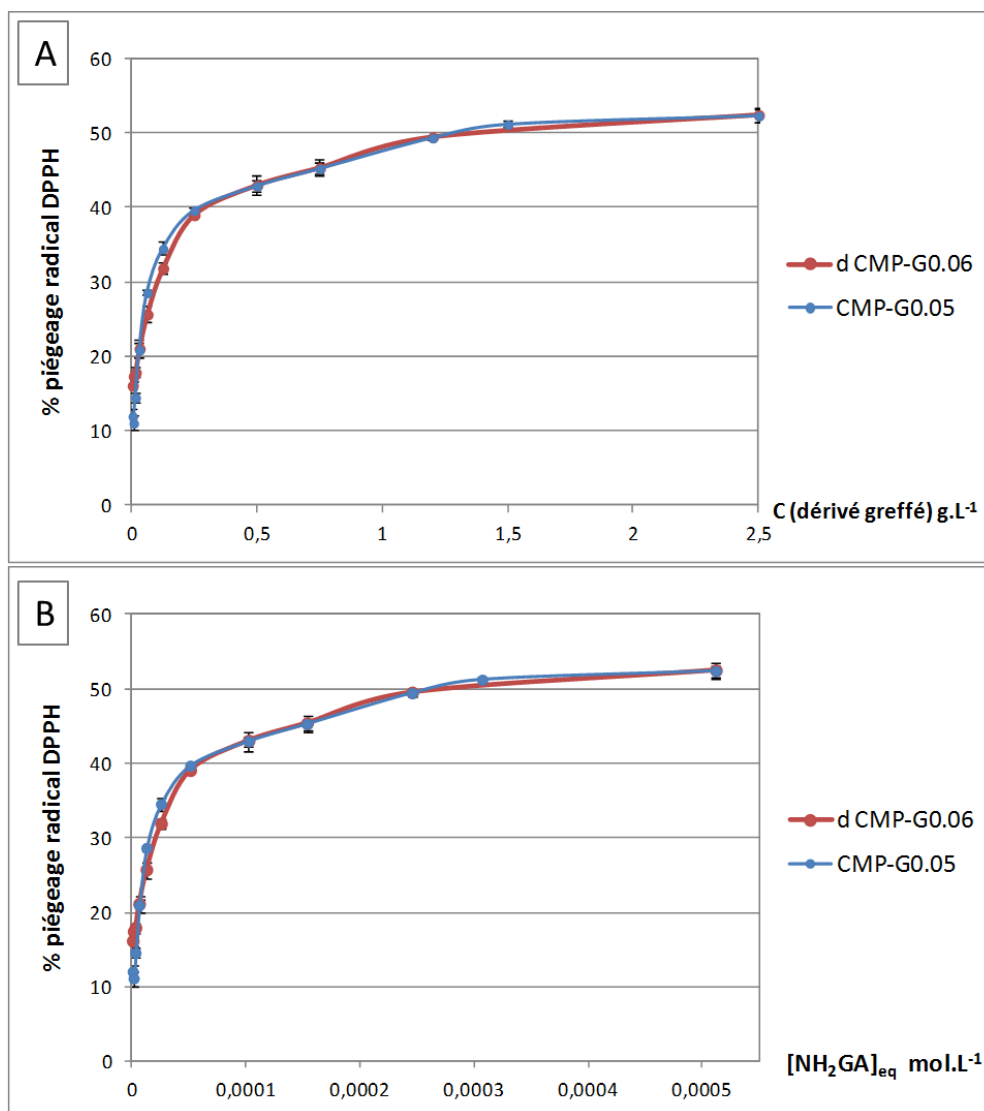 A
60
50
40
30
20
10
0
% piégeage radical DPPH
0
0,5
1
1,5
2
2,5
C (dérivé greffé) g.L⁻¹
d CMP-G0.06
CMP-G0.05
B
60
50
40
30
20
10
0
% piégeage radical DPPH
0
0,0001
0,0002
0,0003
0,0004
0,0005
[NH₂GA]eq mol.L⁻¹
d CMP-G0.06
CMP-G0.05